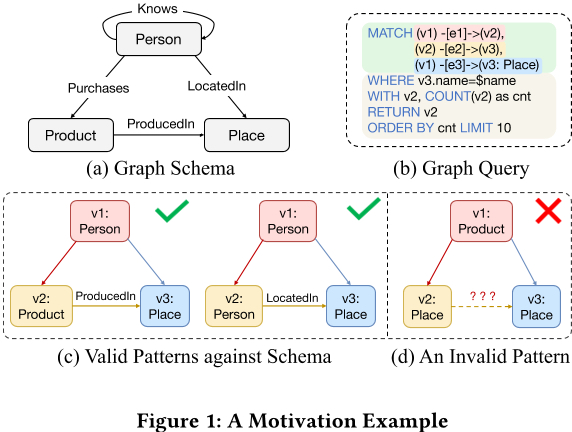 Knows
Person
Purchases
LocatedIn
Product
ProducedIn
Place
(a) Graph Schema
MATCH (v1) -[e1]->(v2),
(v2) -[e2]->(v3),
(v1) -[e3]->(v3: Place)
WHERE v3.name=$name
WITH v2, COUNT(v2) as cnt
RETURN v2
ORDER BY cnt LIMIT 10
(b) Graph Query
v1:
Person
v2:
Product
ProducedIn
v3:
Place
v1:
Person
v2:
Person
LocatedIn
v3:
Place
(c) Valid Patterns against Schema
v1:
Product
v2:
Place
? ? ?
v3:
Place
(d) An Invalid Pattern
Figure 1: A Motivation Example